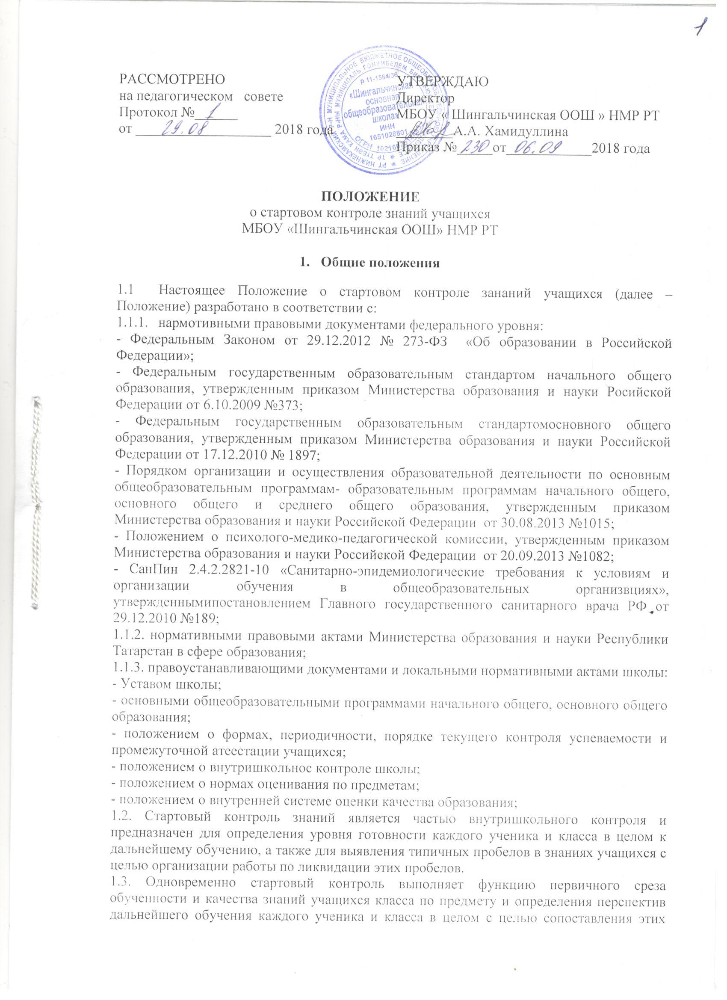 1
РАССМОТРЕНО
на педагогическом совете
Протокол № 1
от 29.08 2018 года
УТВЕРЖДАЮ
Директор
МБОУ « Шингальчинская ООШ » НМР РТ
А.А. Хамидуллина
Приказ № 230 от 06.09 2018 года
р 11-1564/36
«Шингальчинская
основная
общеобразовательная
школа»
ИНН
1651028801
ПОЛОЖЕНИЕ
о стартовом контроле знаний учащихся
МБОУ «Шингальчинская ООШ» НМР РТ
1. Общие положения
1.1 Настоящее Положение о стартовом контроле зананий учащихся (далее –
Положение) разработано в соответствии с:
1.1.1. нармотивными правовыми документами федерального уровня:
- Федеральным Законом от 29.12.2012 № 273-ФЗ «Об образовании в Российской
Федерации»;
- Федеральным государственным образовательным стандартом начального общего
образования, утвержденным приказом Министерства образования и науки Росийской
Федерации от 6.10.2009 №373;
- Федеральным государственным образовательным стандартомосновного общего
образования, утвержденным приказом Министерства образования и науки Российской
Федерации от 17.12.2010 № 1897;
- Порядком организации и осуществления образовательной деятельности по основным
общеобразовательным программам- образовательным программам начального общего,
основного общего и среднего общего образования, утвержденным приказом
Министерства образования и науки Российской Федерации от 30.08.2013 №1015;
- Положением о психолого-медико-педагогической комиссии, утвержденным приказом
Министерства образования и науки Российской Федерации от 20.09.2013 №1082;
- СанПин 2.4.2.2821-10 «Санитарно-эпидемиологические требования к условиям и
организации обучения в общеобразовательных организвциях»,
утвержденнымипостановлением Главного государственного санитарного врача РФ от
29.12.2010 №189;
1.1.2. нормативными правовыми актами Министерства образования и науки Республики
Татарстан в сфере образования;
1.1.3. правоустанавливающими документами и локальными нормативными актами школы:
- Уставом школы;
- основными общеобразовательными программами начального общего, основного общего
образования;
- положением о формах, периодичности, порядке текущего контроля успеваемости и
промежуточной атеестации учащихся;
- положением о внутришкольнос контроле школы;
- положением о нормах оценивания по предметам;
- положением о внутренней системе оценки качества образования;
1.2. Стартовый контроль знаний является частью внутришкольного контроля и
предназначен для определения уровня готовности каждого ученика и класса в целом к
дальнейшему обучению, а также для выявления типичных пробелов в знаниях учащихся с
целью организации работы по ликвидации этих пробелов.
1.3. Одновременно стартовый контроль выполняет функцию первичного среза
обученности и качества знаний учащихся класса по предмету и определения перспектив
дальнейшего обучения каждого ученика и класса в целом с целью сопоставления этих